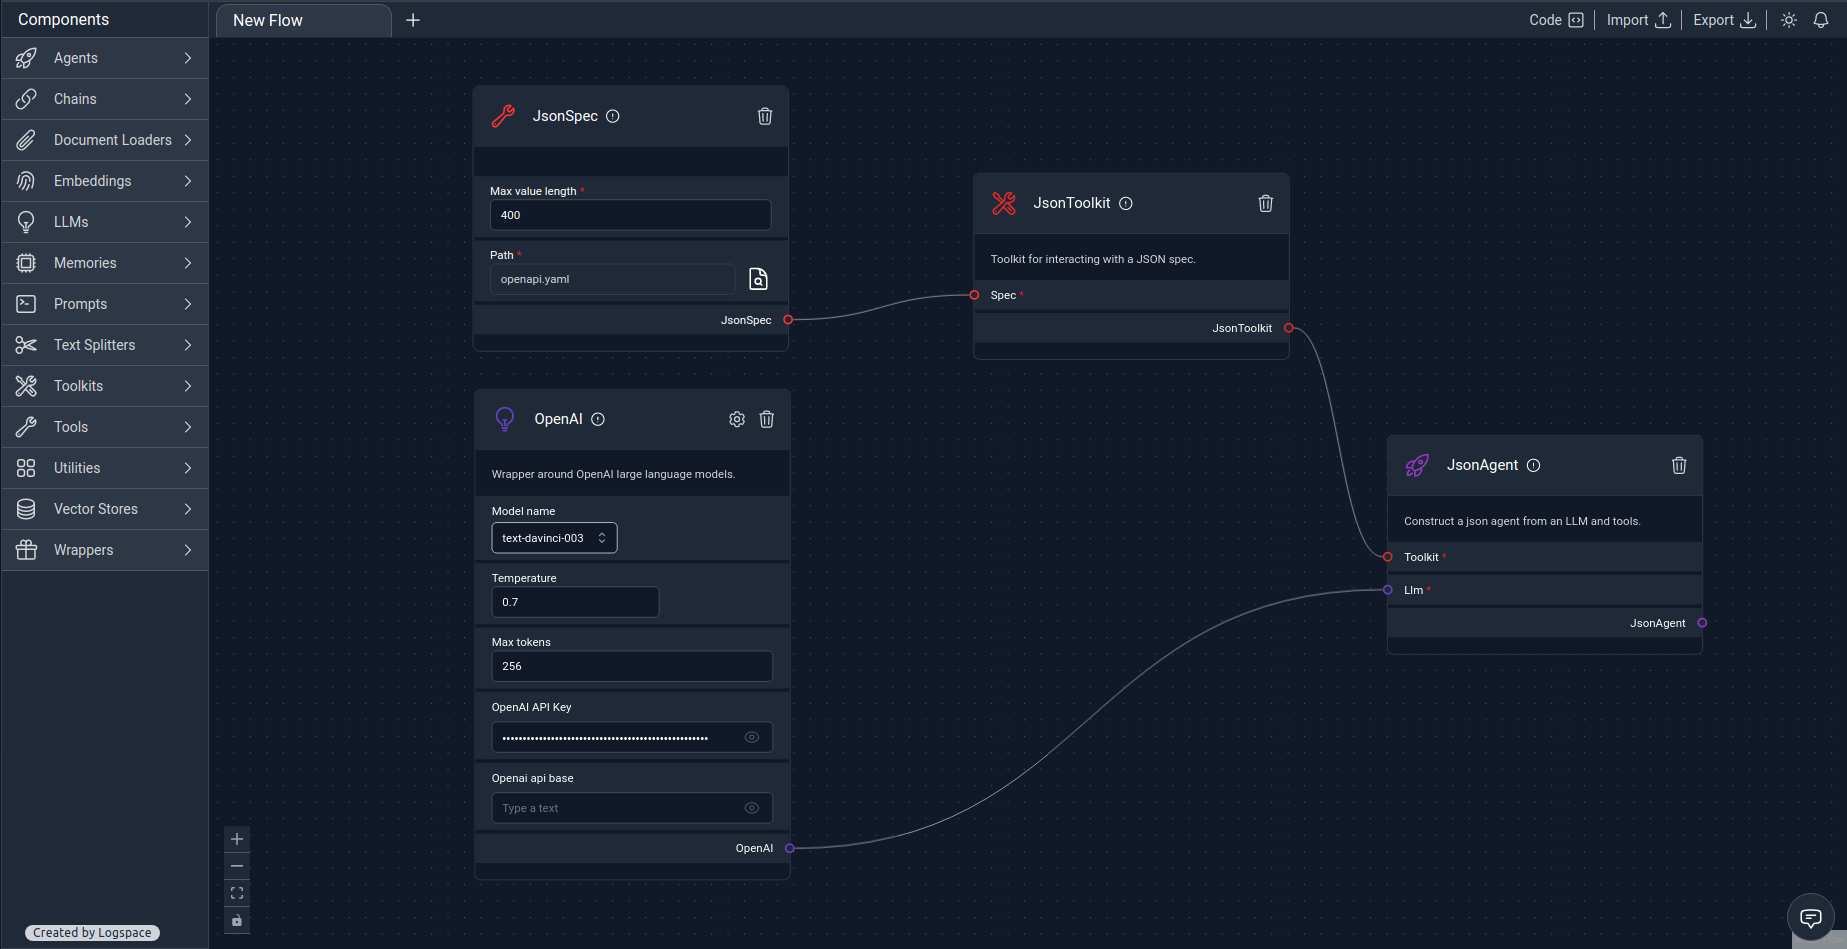 Components
New Flow
Code
Import
Export
Agents
Chains
Document Loaders
Embeddings
LLMs
Memories
Prompts
Text Splitters
Toolkits
Tools
Utilities
Vector Stores
Wrappers
Created by Logspace
JsonSpec
Max value length *
400
Path *
openapi.yaml
JsonSpec
OpenAI
Wrapper around OpenAI large language models.
Model name
text-davinci-003
Temperature
0.7
Max tokens
256
OpenAI API Key
••••••••••••••••••••••••••••••••••••••••••••••••••••
Openai api base
Type a text
OpenAI
JsonToolkit
Toolkit for interacting with a JSON spec.
Spec *
JsonToolkit
JsonAgent
Construct a json agent from an LLM and tools.
Toolkit *
Llm *
JsonAgent